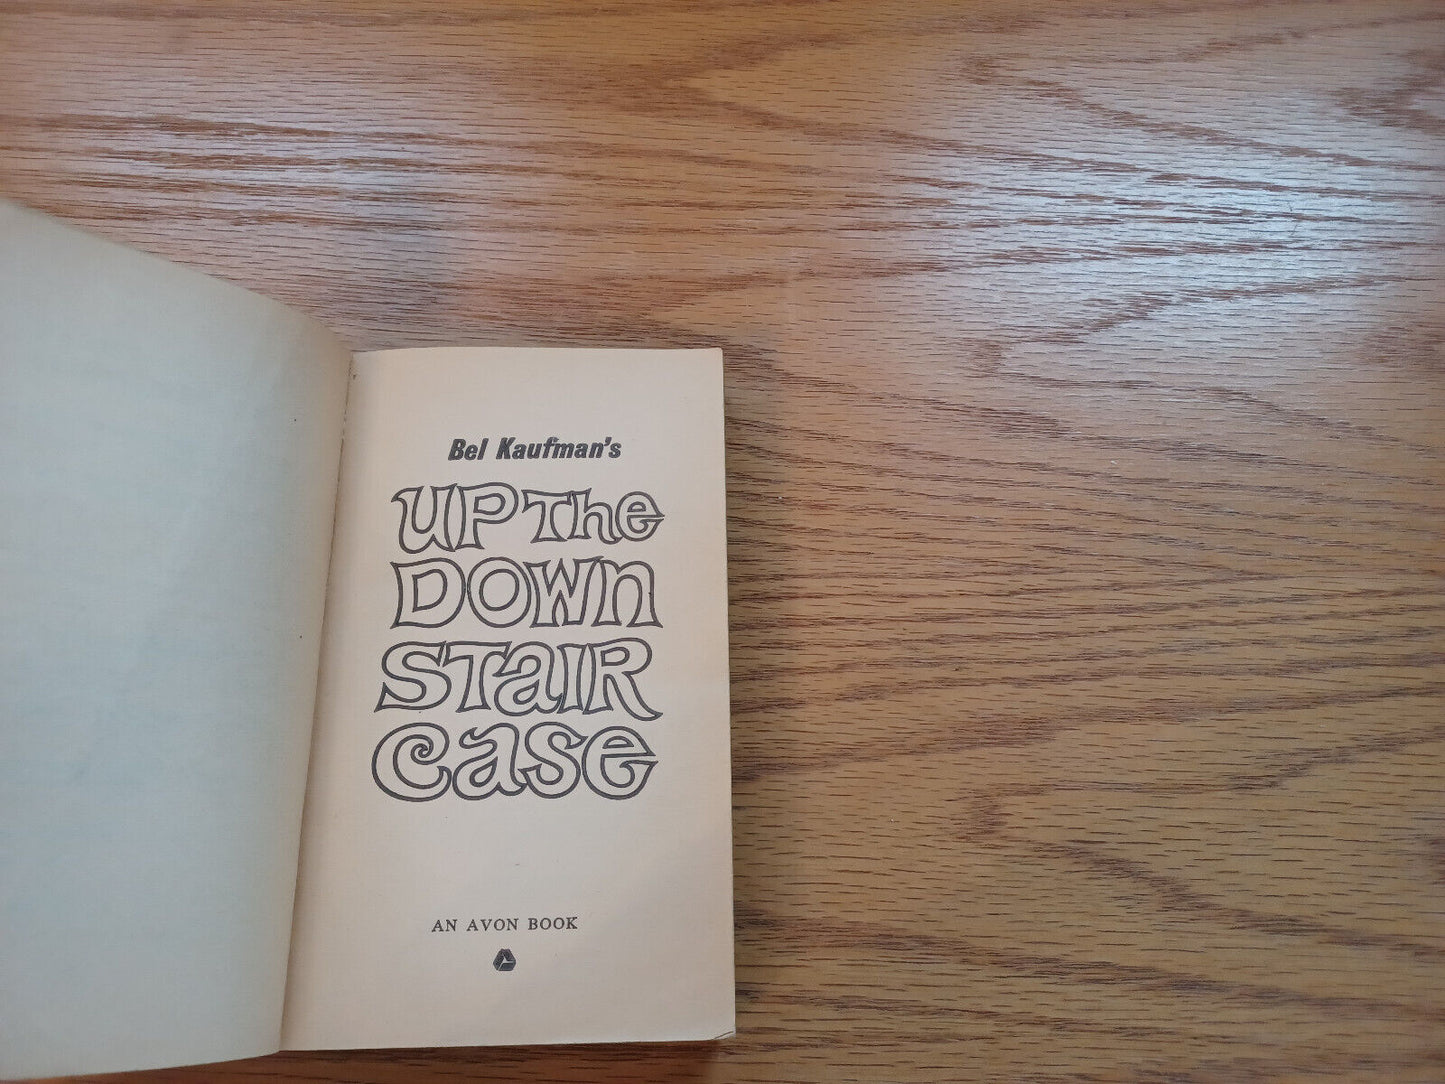 Bel Kaufman's
UP The
DOWN
STaIR
Case
AN AVON BOOK